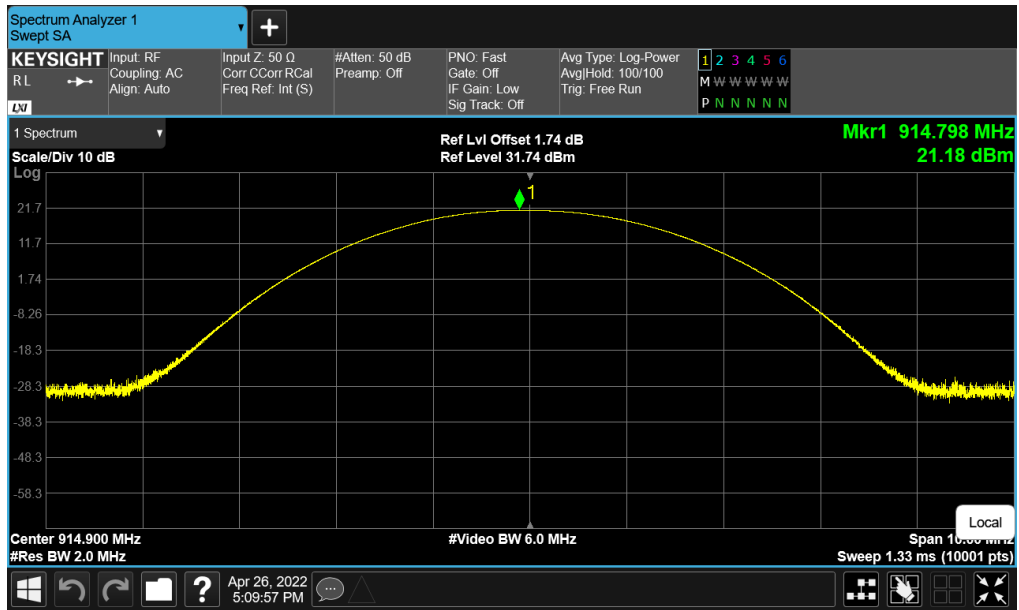 Spectrum Analyzer 1
Swept SA
KEYSIGHT
R L
LXI
Input: RF
Coupling: AC
Align: Auto
Input Z: 50 Ω
Corr CCorr RCal
Freq Ref: Int (S)
#Atten: 50 dB
Preamp: Off
PNO: Fast
Gate: Off
IF Gain: Low
Sig Track: Off
Avg Type: Log-Power
Avg|Hold: 100/100
Trig: Free Run
1 2 3 4 5 6
M W W W W W
P N N N N N
1 Spectrum
Scale/Div 10 dB
Log
Ref Lvl Offset 1.74 dB
Ref Level 31.74 dBm
Mkr1 914.798 MHz
21.18 dBm
1
21.7
11.7
1.74
-8.26
-18.3
-28.3
-38.3
-48.3
-58.3
Local
Center 914.900 MHz
#Video BW 6.0 MHz
Span
#Res BW 2.0 MHz
Sweep 1.33 ms (10001 pts)
?
Apr 26, 2022
5:09:57 PM